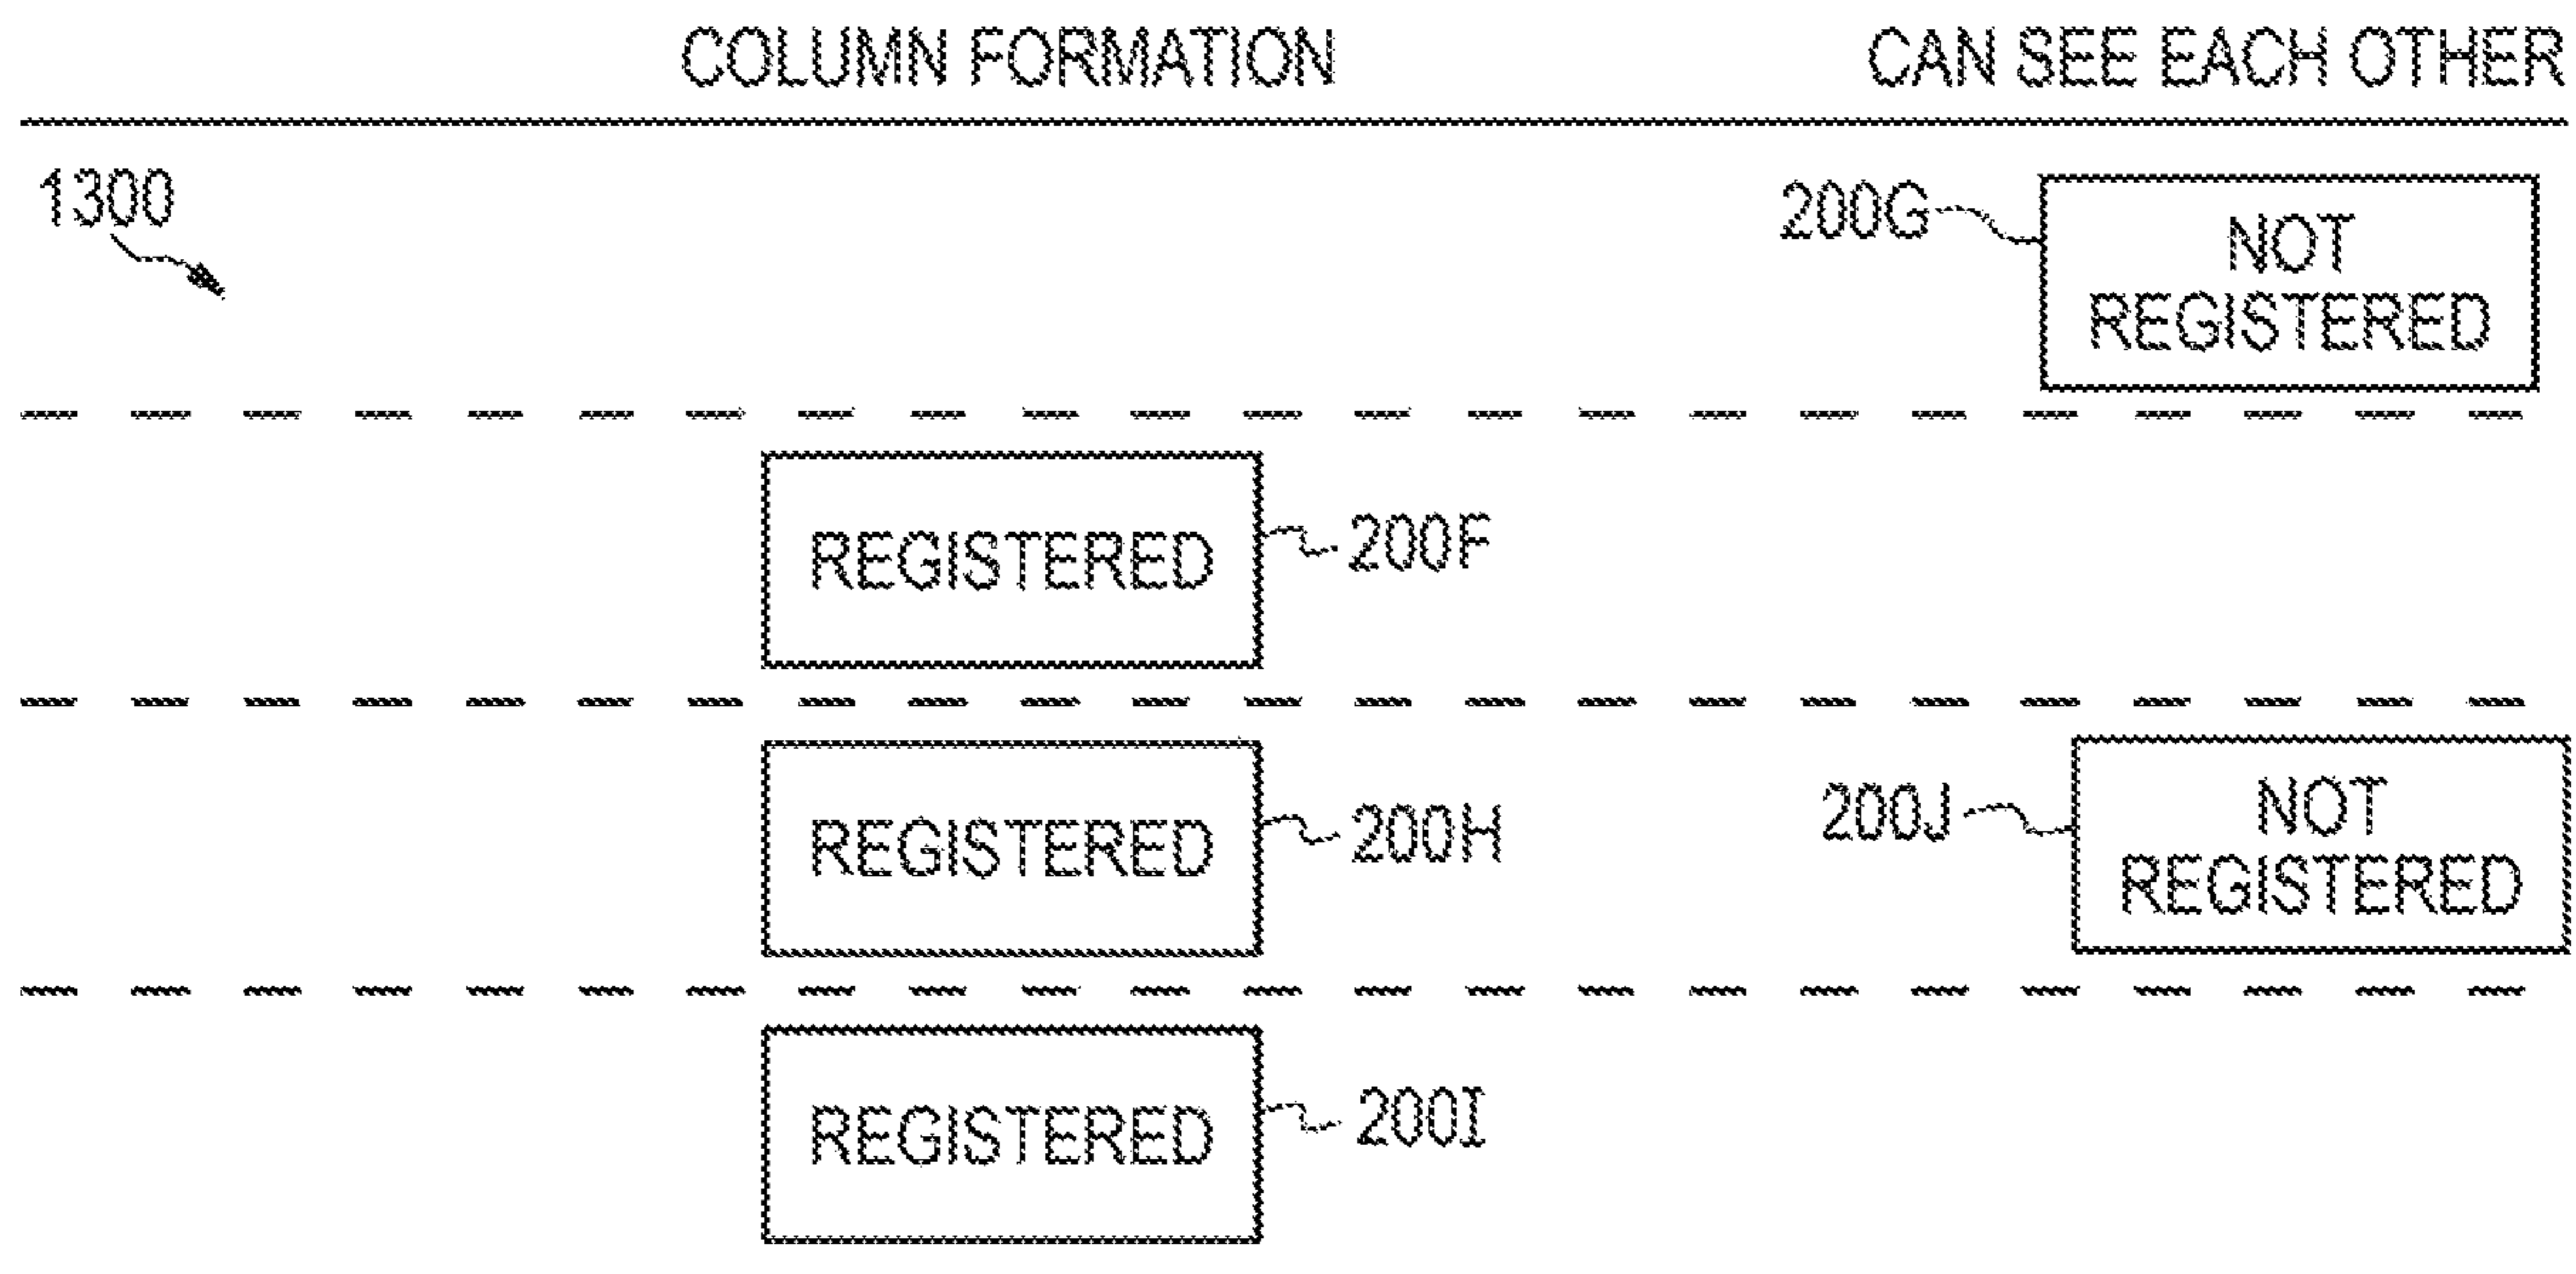 COLUMN FORMATION
CAN SEE EACH OTHER
1300
200G
NOT
REGISTERED
REGISTERED
200F
REGISTERED
200H
200J
NOT
REGISTERED
REGISTERED
200I